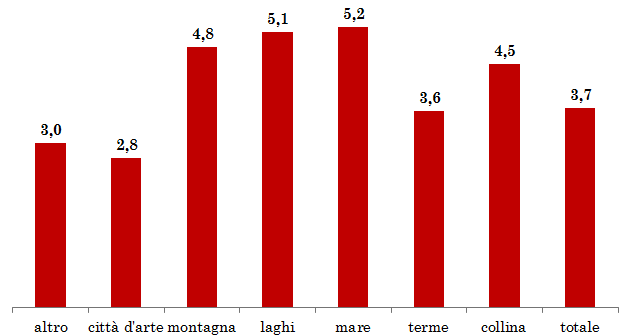 5,2
5,1
4,8
4,5
3,6
3,7
3,0
2,8
altro
città d'arte
montagna
laghi
mare
terme
collina
totale